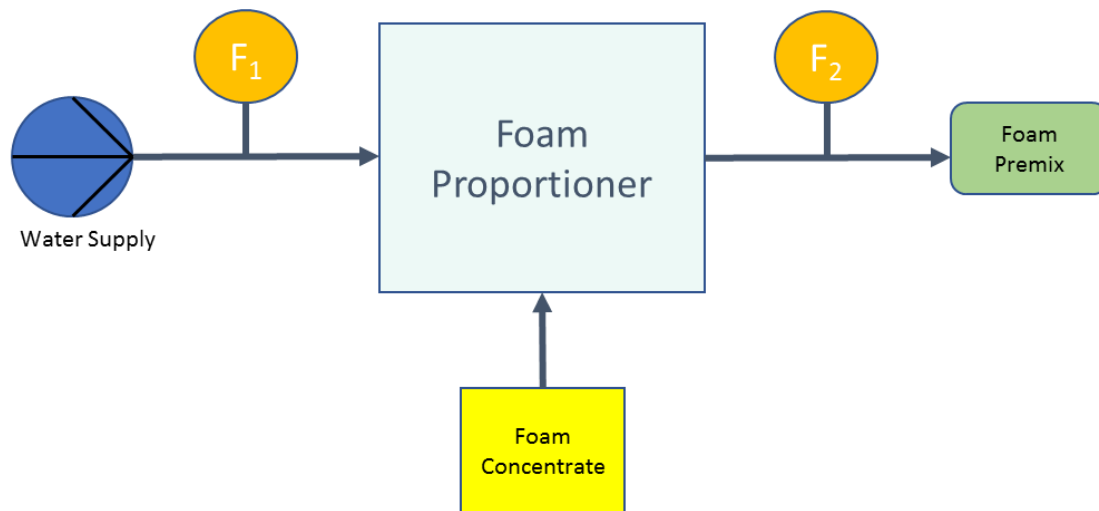 F₁
F₂
Foam
Proportioner
Foam
Premix
Water Supply
Foam
Concentrate